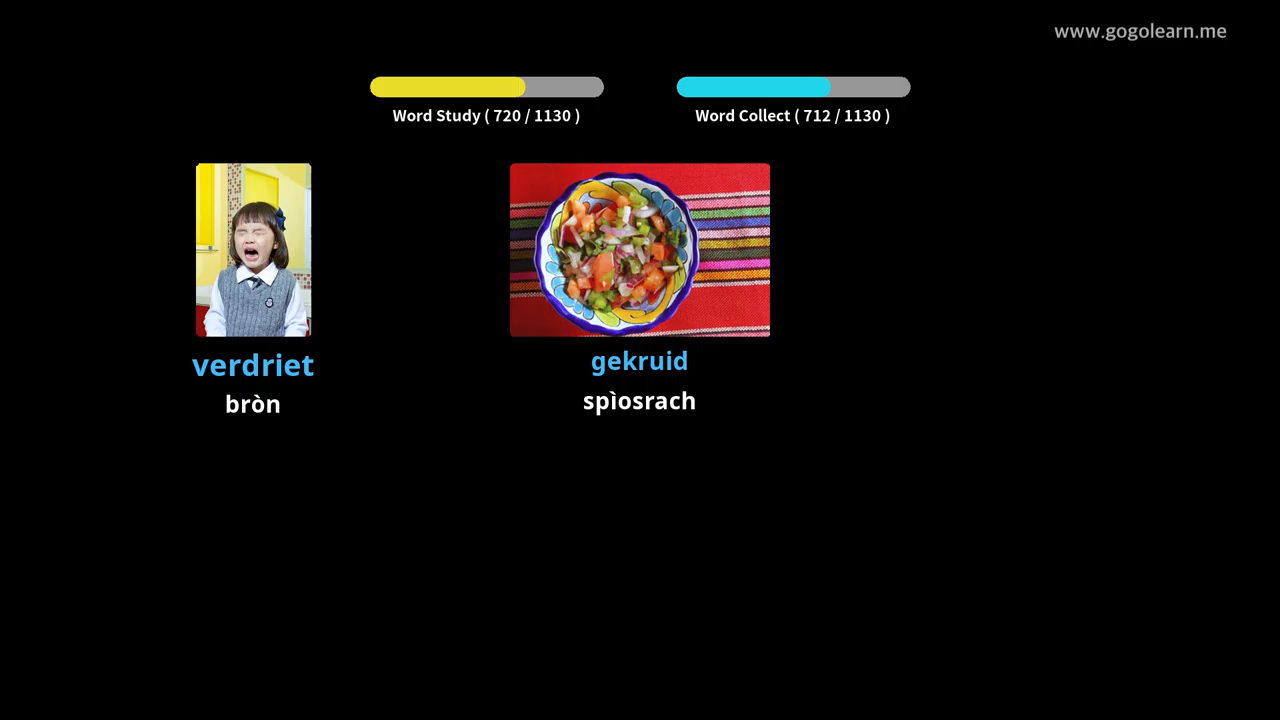 www.gogolearn.me
Word Study ( 720 / 1130 )
Word Collect ( 712 / 1130 )
verdriet
bròn
gekruid
spìosrach